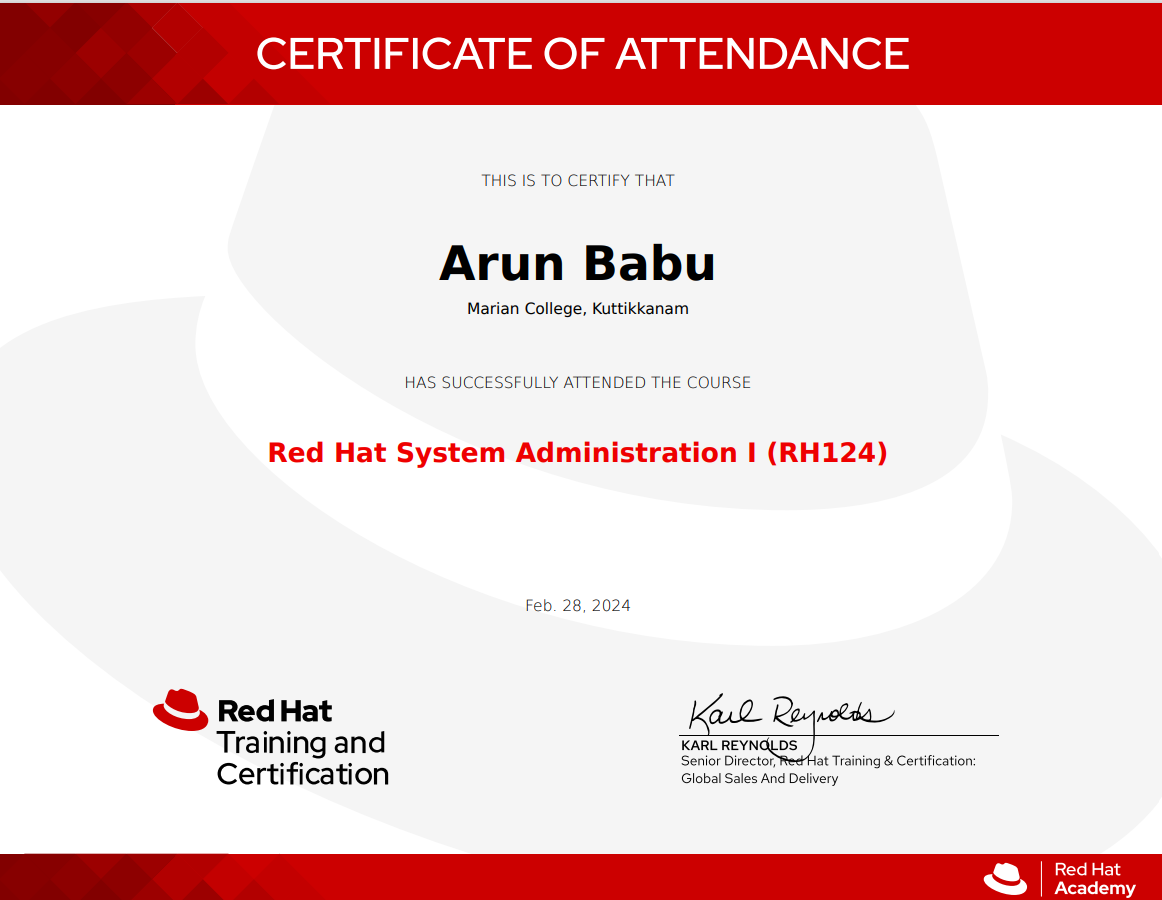 CERTIFICATE OF ATTENDANCE
THIS IS TO CERTIFY THAT
Arun Babu
Marian College, Kuttikkanam
HAS SUCCESSFULLY ATTENDED THE COURSE
Red Hat System Administration I (RH124)
Feb. 28, 2024
Red Hat
Training and
Certification
Karl Reynolds
KARL REYNOLDS
Senior Director, Red Hat Training & Certification:
Global Sales And Delivery
Red Hat
Academy